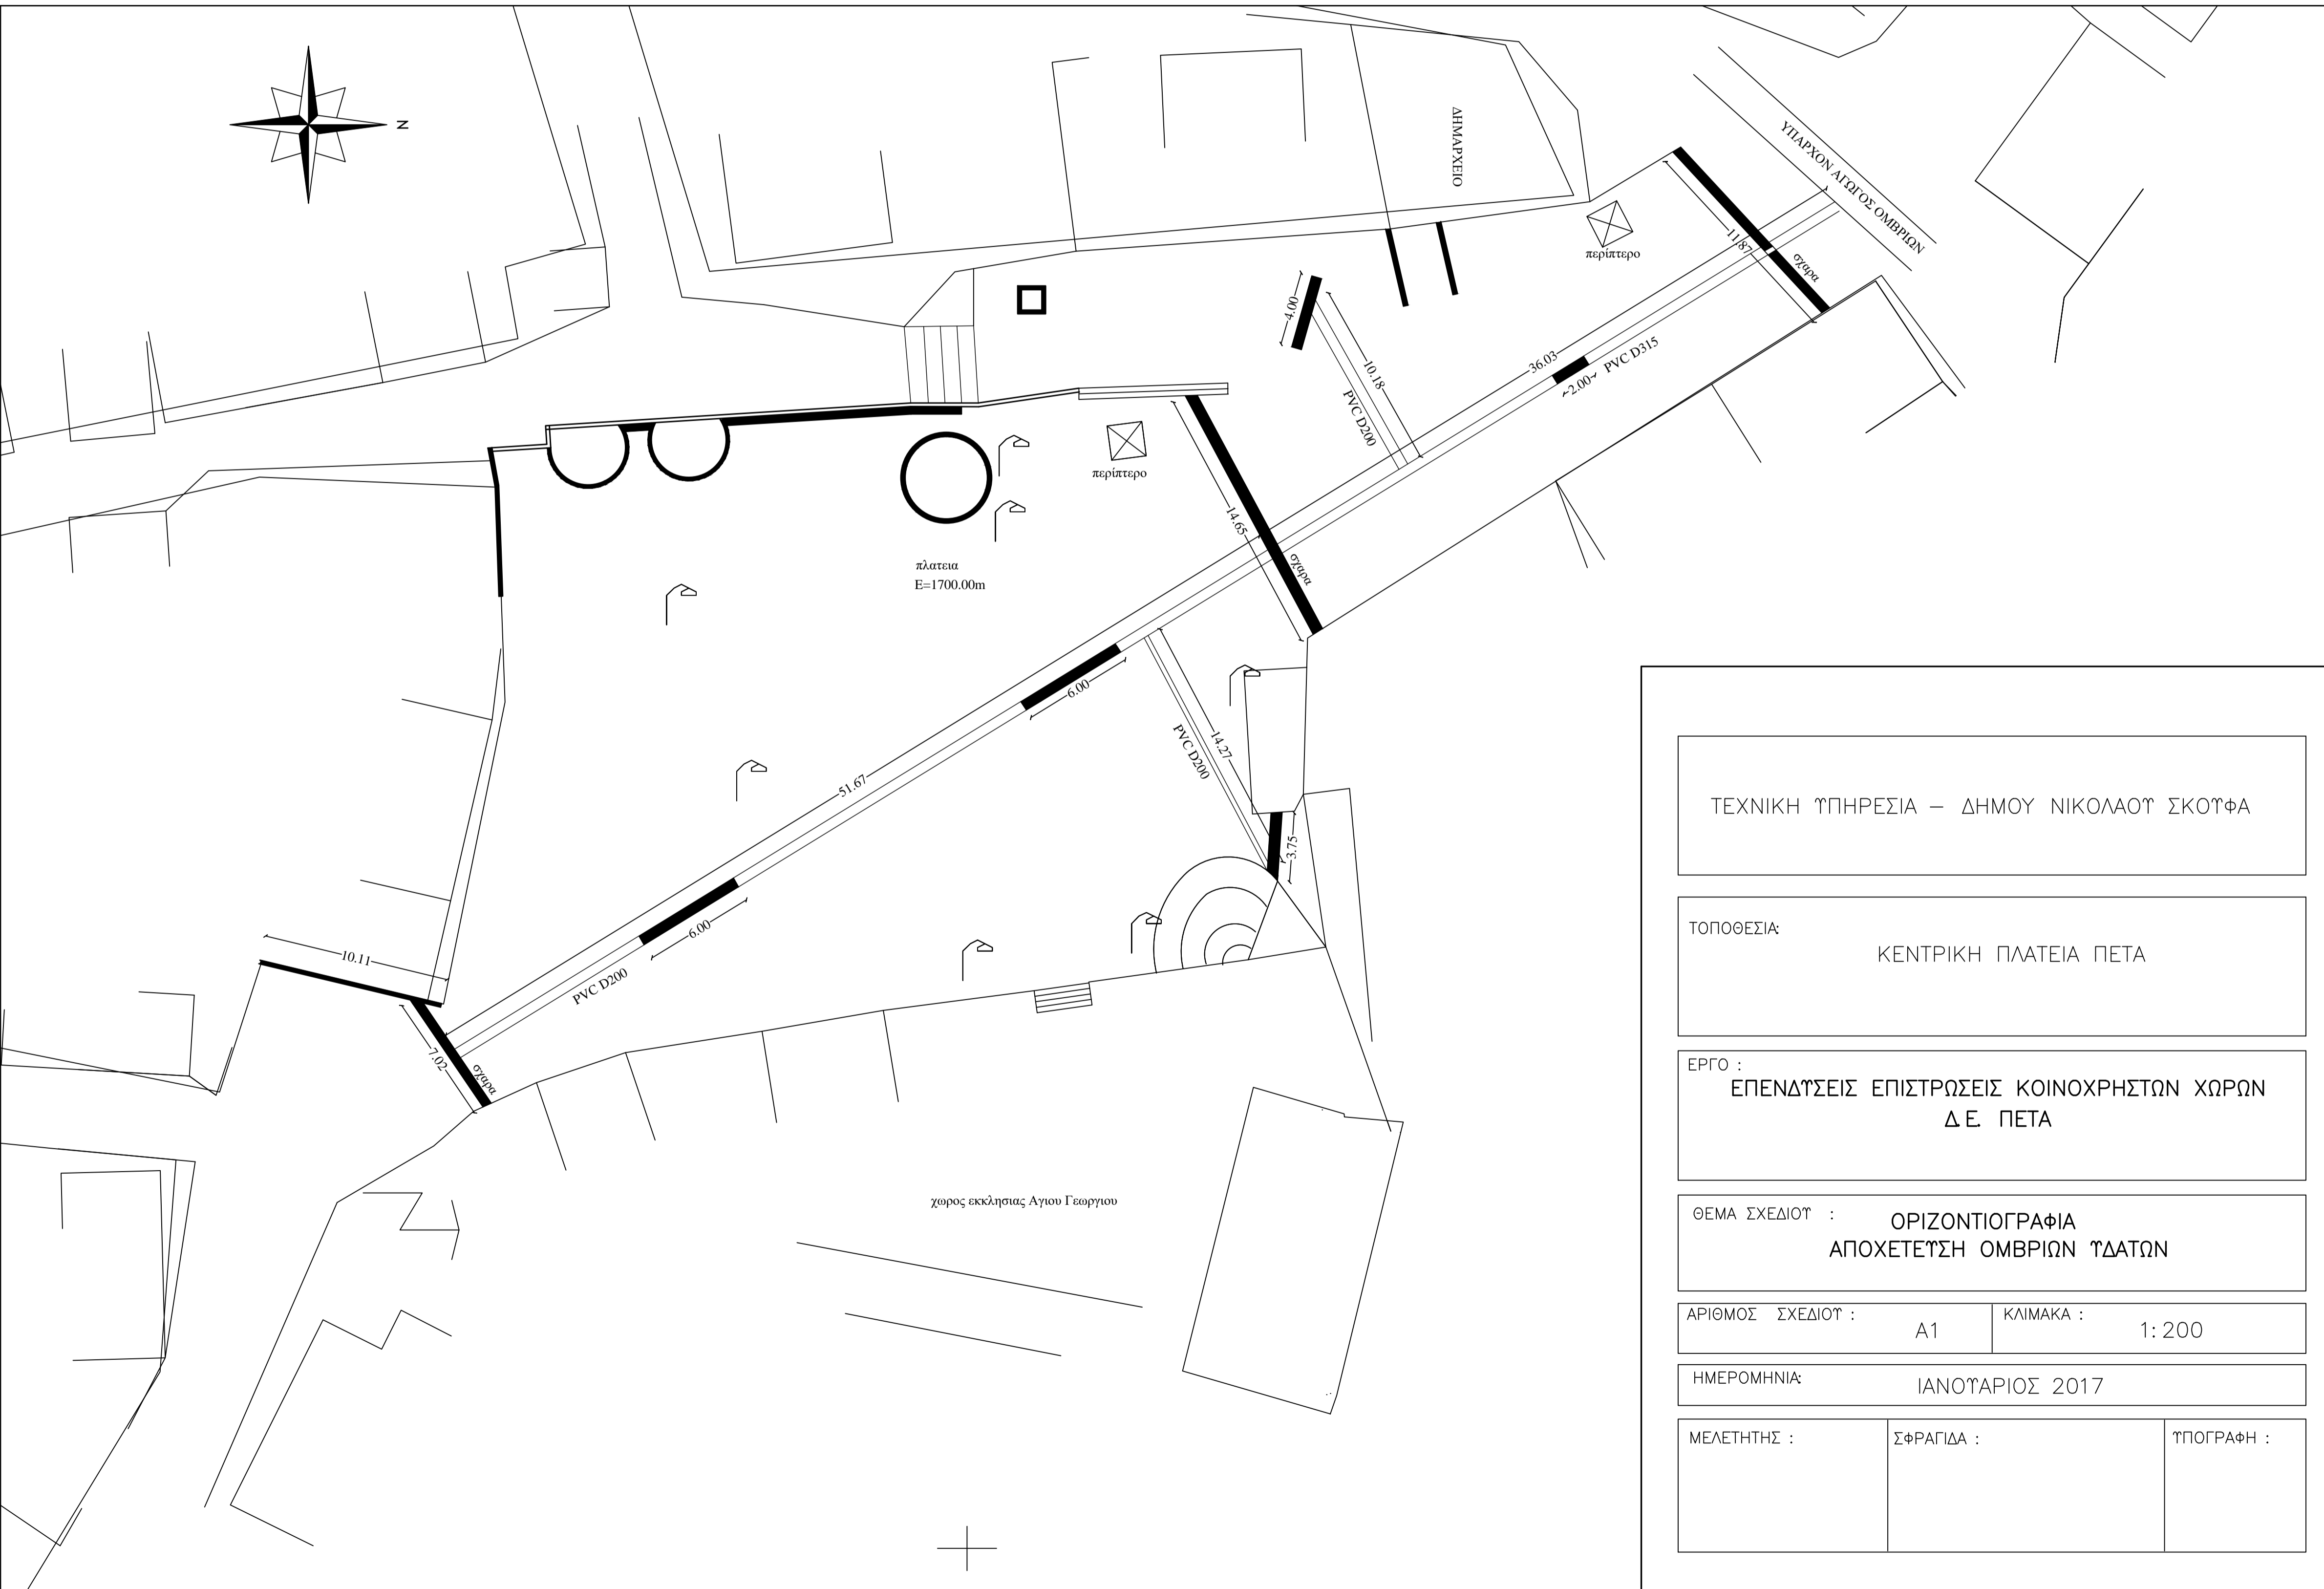 N
ΔΗΜΑΡΧΕΙΟ
ΥΠΑΡΧΟΝ ΑΓΩΓΟΣ ΟΜΒΡΙΩΝ
περίπτερο
11.87
σχαρα
4.00
10.18
PVC D200
36.03
2.00
PVC D315
περίπτερο
14.65
σχαρα
πλατεια
E=1700.00m
6.00
14.27
PVC D200
51.67
3.75
6.00
PVC D200
10.11
7.02
σχαρα
χωρος εκκλησιας Αγιου Γεωργιου
ΤΕΧΝΙΚΗ ΥΠΗΡΕΣΙΑ – ΔΗΜΟΥ ΝΙΚΟΛΑΟΥ ΣΚΟΥΦΑ
ΤΟΠΟΘΕΣΙΑ:
ΚΕΝΤΡΙΚΗ ΠΛΑΤΕΙΑ ΠΕΤΑ
ΕΡΓΟ :
ΕΠΕΝΔΥΣΕΙΣ ΕΠΙΣΤΡΩΣΕΙΣ ΚΟΙΝΟΧΡΗΣΤΩΝ ΧΩΡΩΝ
Δ.Ε. ΠΕΤΑ
ΘΕΜΑ ΣΧΕΔΙΟΥ : ΟΡΙΖΟΝΤΙΟΓΡΑΦΙΑ
ΑΠΟΧΕΤΕΥΣΗ ΟΜΒΡΙΩΝ ΥΔΑΤΩΝ
ΑΡΙΘΜΟΣ ΣΧΕΔΙΟΥ : Α1
ΚΛΙΜΑΚΑ : 1:200
ΗΜΕΡΟΜΗΝΙΑ: ΙΑΝΟΥΑΡΙΟΣ 2017
ΜΕΛΕΤΗΤΗΣ :
ΣΦΡΑΓΙΔΑ :
ΥΠΟΓΡΑΦΗ :